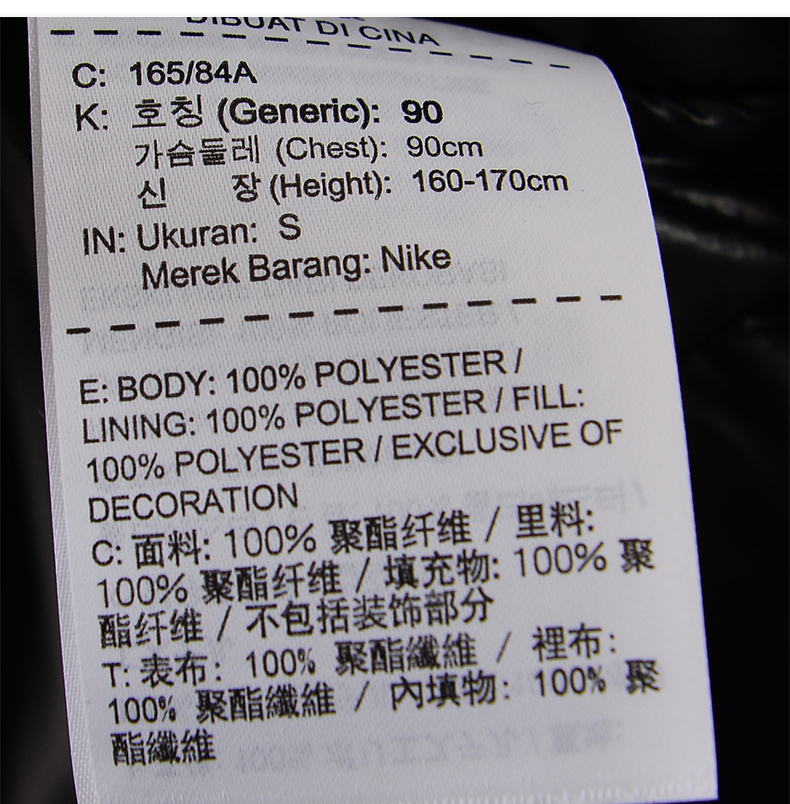 DIBUAT DI CINA
C: 165/84A
K: 호칭 (Generic): 90
가슴둘레 (Chest): 90cm
신 장 (Height): 160-170cm
IN: Ukuran: S
Merek Barang: Nike
E: BODY: 100% POLYESTER /
LINING: 100% POLYESTER / FILL:
100% POLYESTER / EXCLUSIVE OF
DECORATION
C: 面料: 100% 聚酯纤维 / 里料:
100% 聚酯纤维 / 填充物: 100% 聚
酯纤维 / 不包括装饰部分
T: 表布: 100% 聚酯纖維 / 裡布:
100% 聚酯纖維 / 內填物: 100% 聚
酯纖維